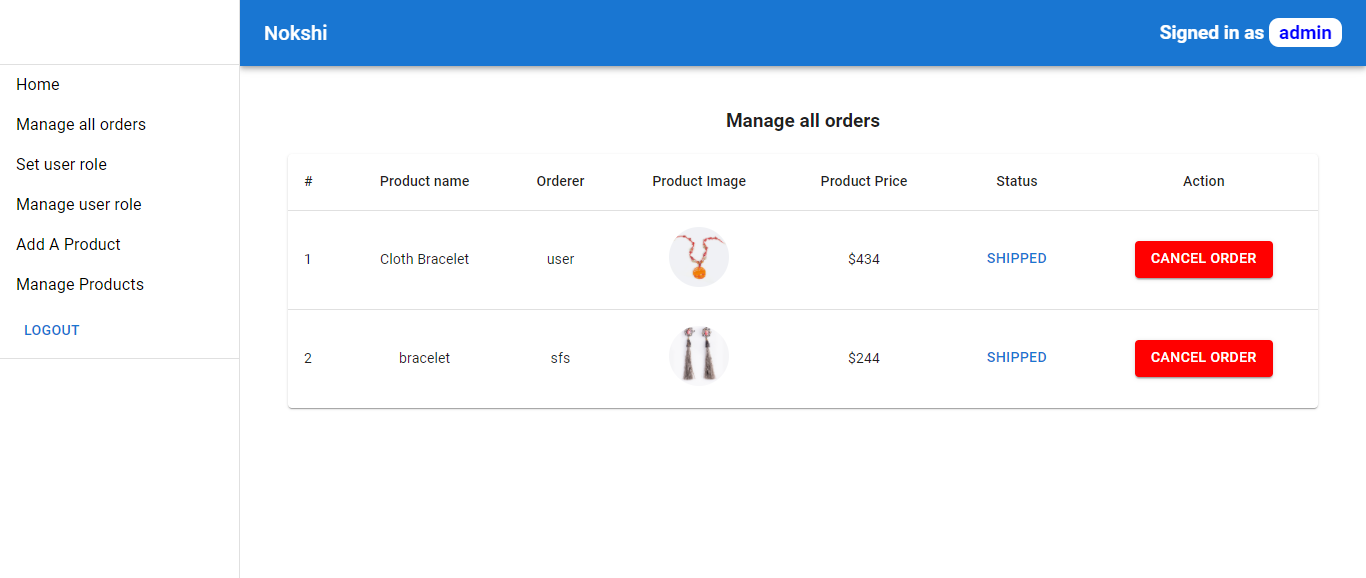 Nokshi
Signed in as admin
Home
Manage all orders
Set user role
Manage user role
Add A Product
Manage Products
LOGOUT
Manage all orders
# Product name Orderer Product Image Product Price Status Action
1 Cloth Bracelet user $434 SHIPPED CANCEL ORDER
2 bracelet sfs $244 SHIPPED CANCEL ORDER